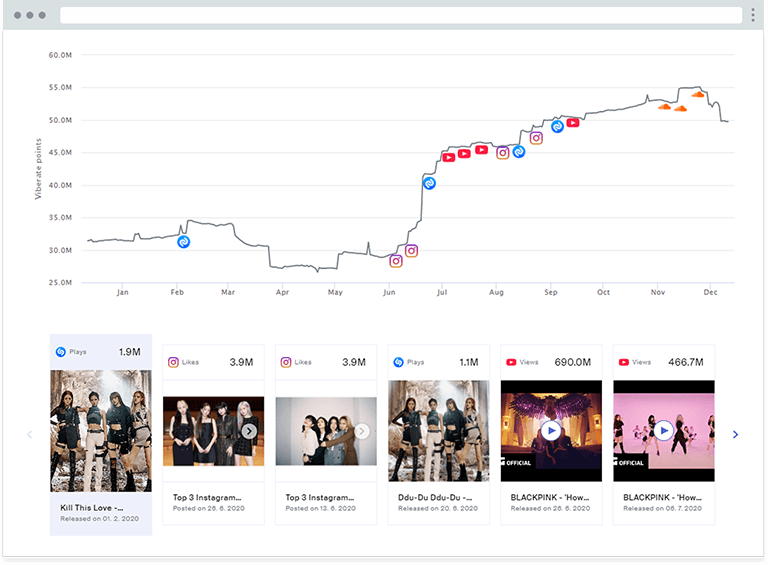 60.0M
55.0M
50.0M
45.0M
40.0M
35.0M
30.0M
25.0M
Viberate points
Jan Feb Mar Apr May Jun Jul Aug Sep Oct Nov Dec
Plays 1.9M
Likes 3.9M
Likes 3.9M
Plays 1.1M
Views 690.0M
Views 466.7M
OFFICIAL
OFFICIAL
Kill This Love -...
Released on 01. 2. 2020
Top 3 Instagram...
Posted on 26. 6. 2020
Top 3 Instagram...
Posted on 13. 6. 2020
Ddu-Du Ddu-Du -...
Released on 20. 6. 2020
BLACKPINK - 'How...
Released on 26. 6. 2020
BLACKPINK - 'How...
Released on 06. 7. 2020